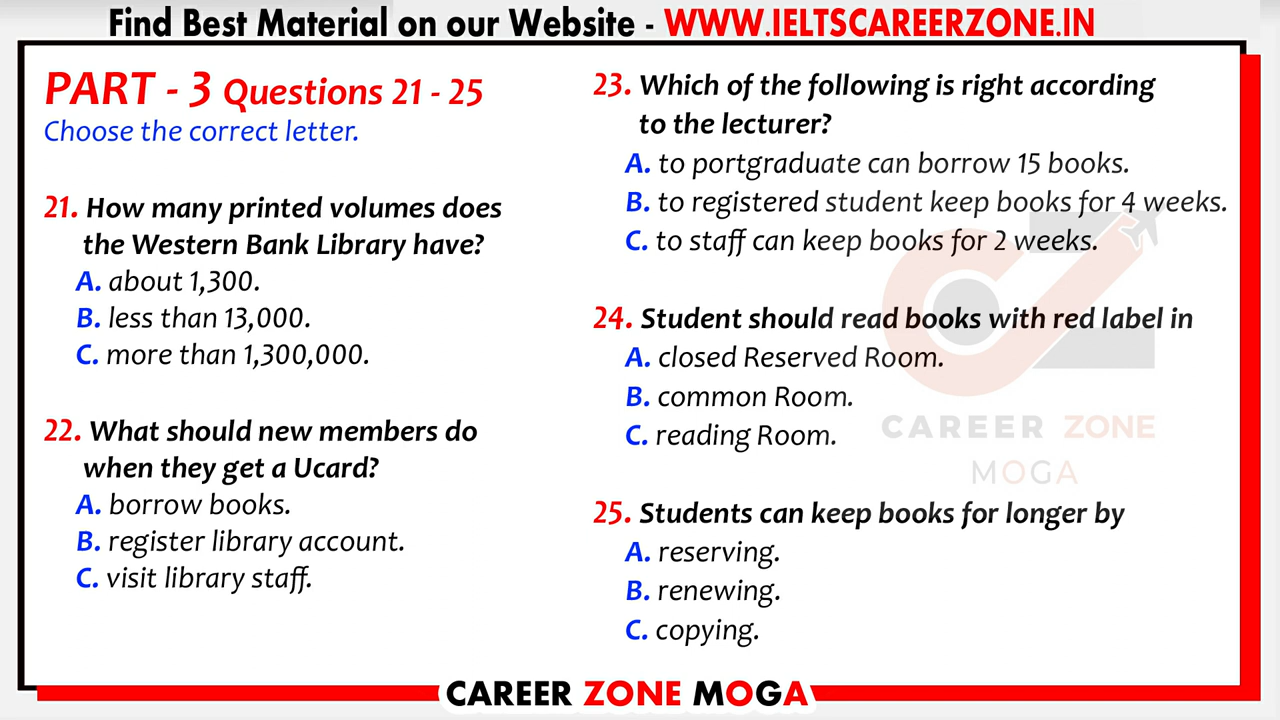 Find Best Material on our Website - WWW.IELTSCAREERZONE.IN
PART - 3 Questions 21 - 25
Choose the correct letter.
21. How many printed volumes does
the Western Bank Library have?
A. about 1,300.
B. less than 13,000.
C. more than 1,300,000.
22. What should new members do
when they get a Ucard?
A. borrow books.
B. register library account.
C. visit library staff.
23. Which of the following is right according
to the lecturer?
A. to portgraduate can borrow 15 books.
B. to registered student keep books for 4 weeks.
C. to staff can keep books for 2 weeks.
24. Student should read books with red label in
A. closed Reserved Room.
B. common Room.
C. reading Room.
CAREER ZONE
MOGA
25. Students can keep books for longer by
A. reserving.
B. renewing.
C. copying.
CAREER ZONE MOGA